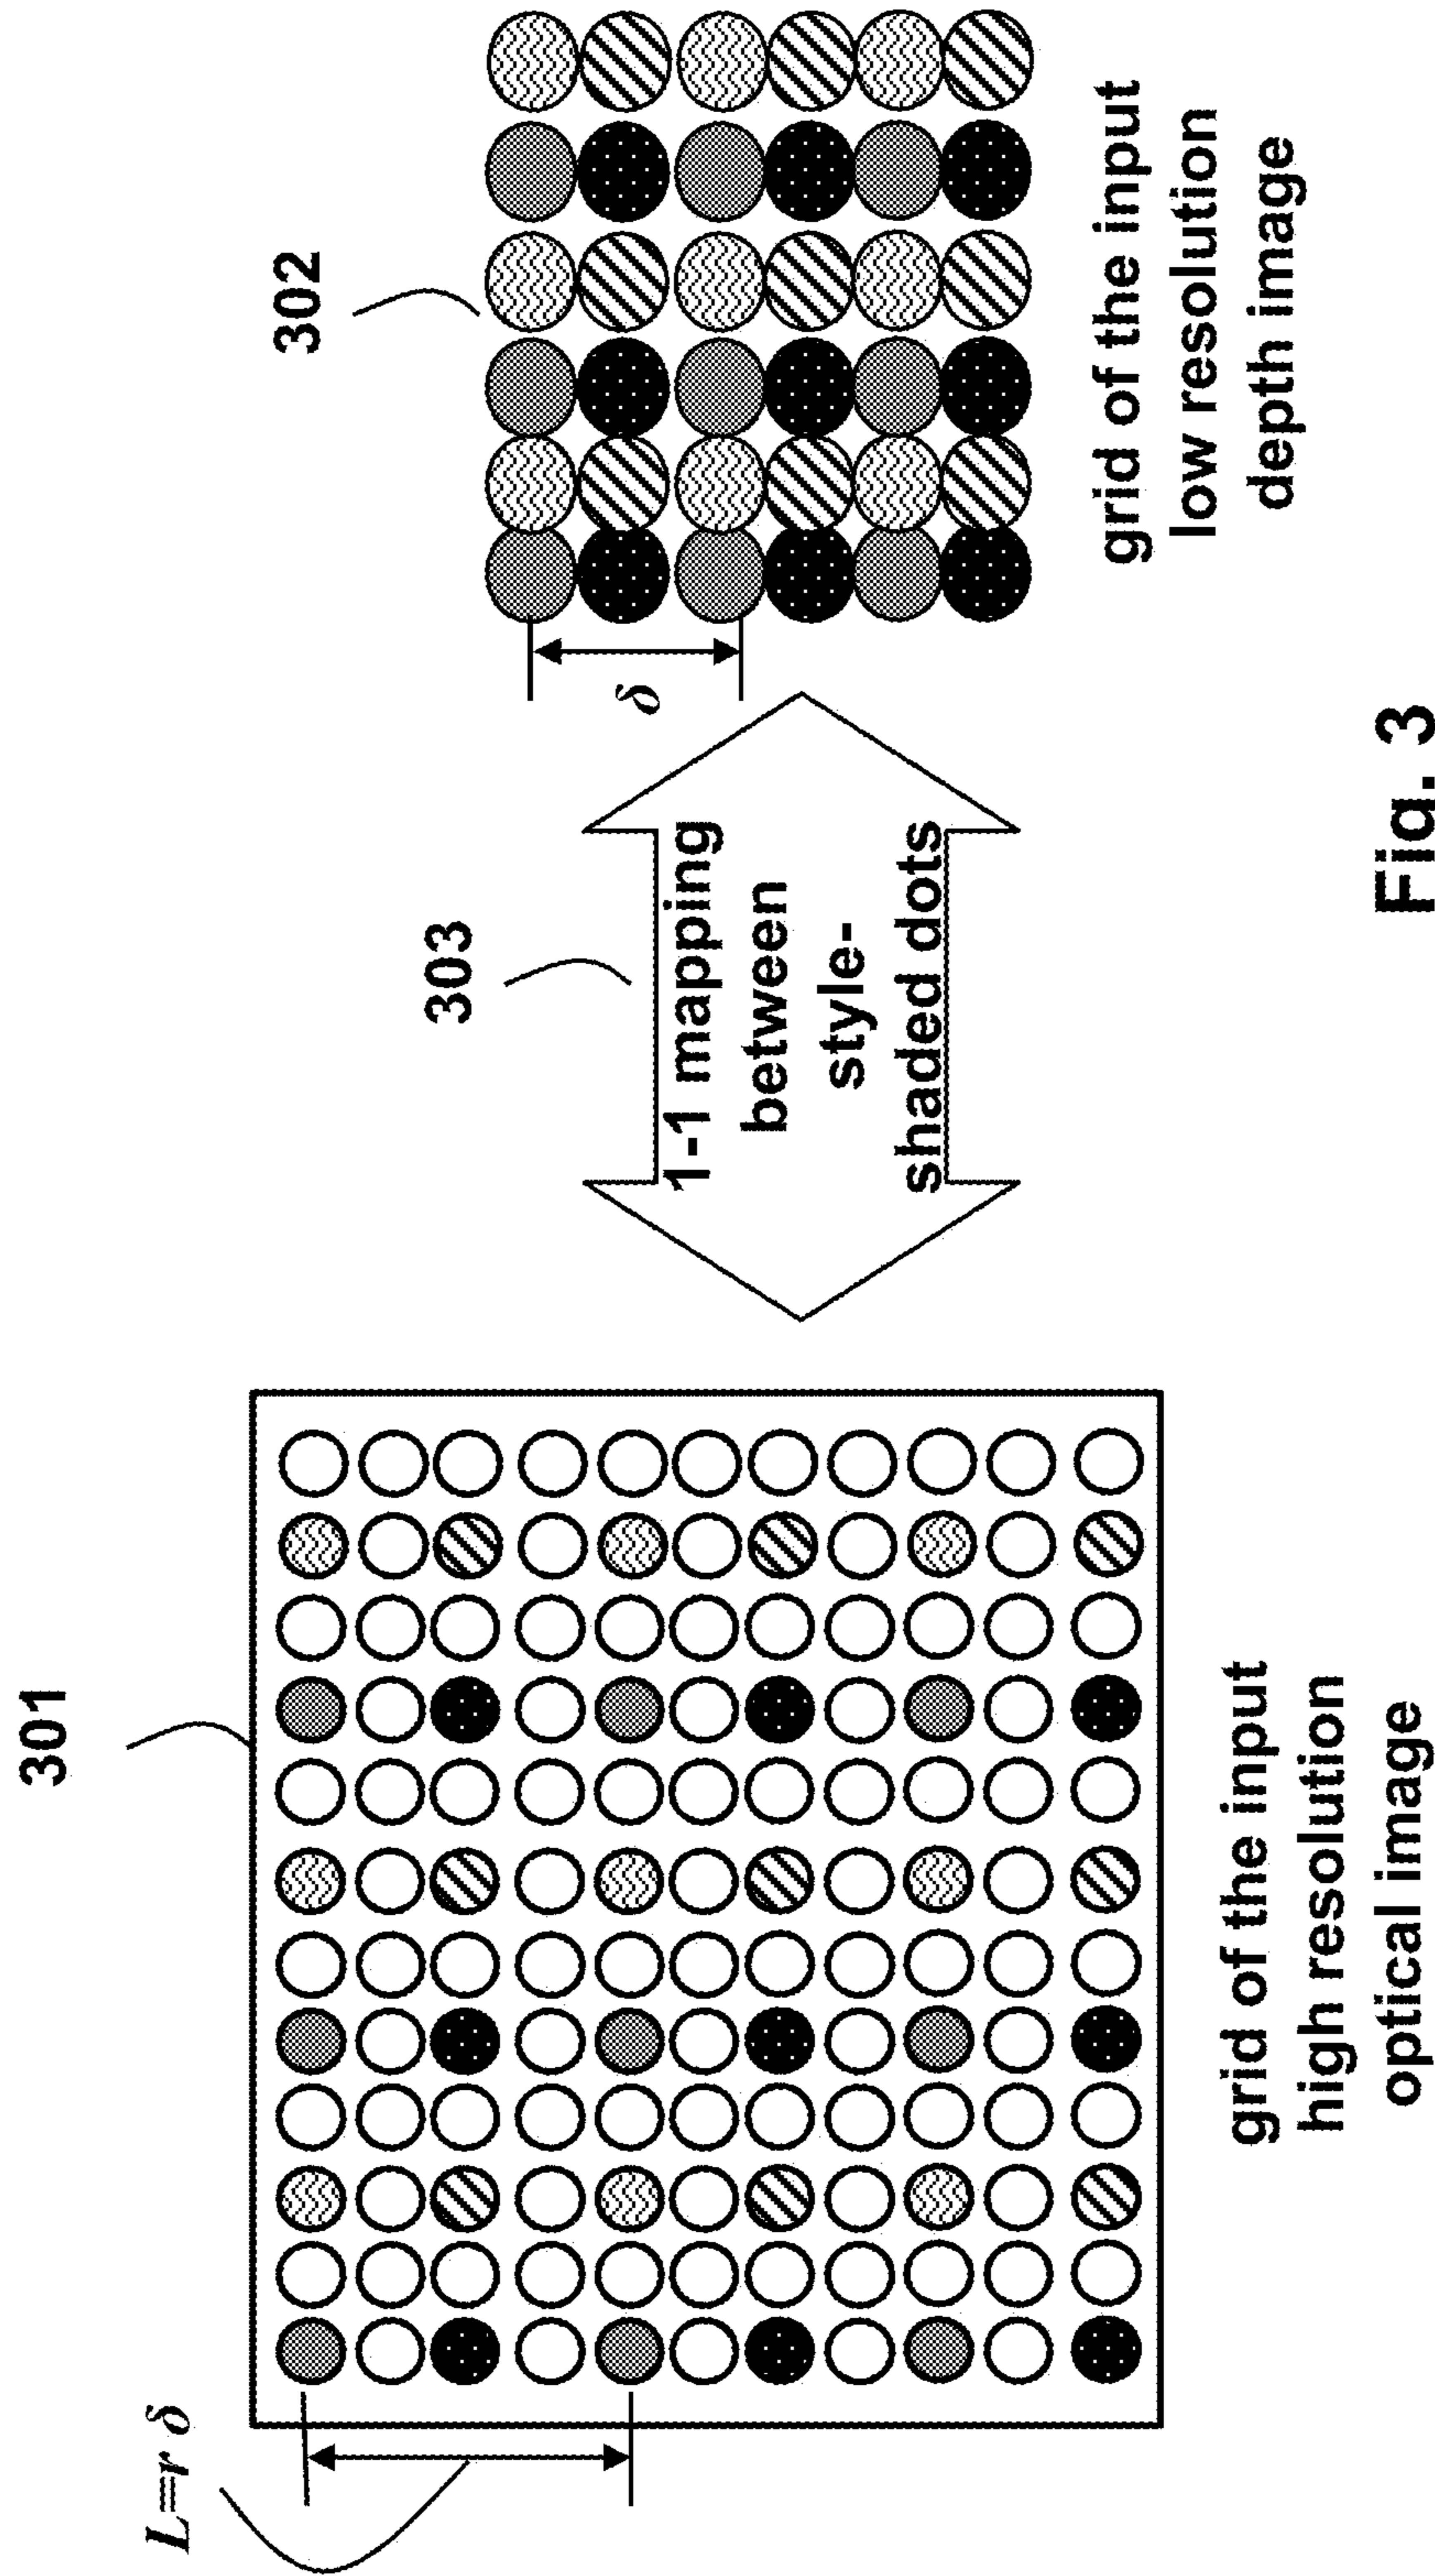 301
L=r δ
grid of the input
high resolution
optical image
303
1-1 mapping
between
style-
shaded dots
302
δ
grid of the input
low resolution
depth image
Fig. 3